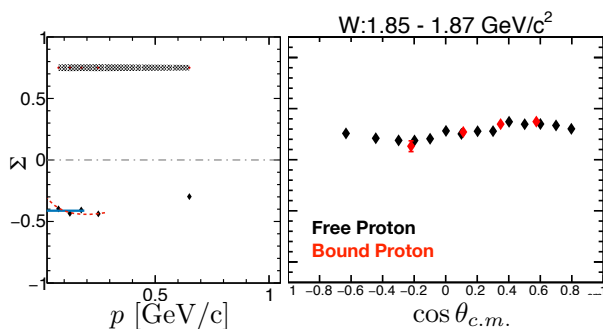 W:1.85 - 1.87 GeV/c²
1
0.5
0
−0.5
−1
Σ
0.5
1
p [GeV/c]
Free Proton
Bound Proton
1 −0.8 −0.6 −0.4 −0.2 0 0.2 0.4 0.6 0.8
cos θc.m.